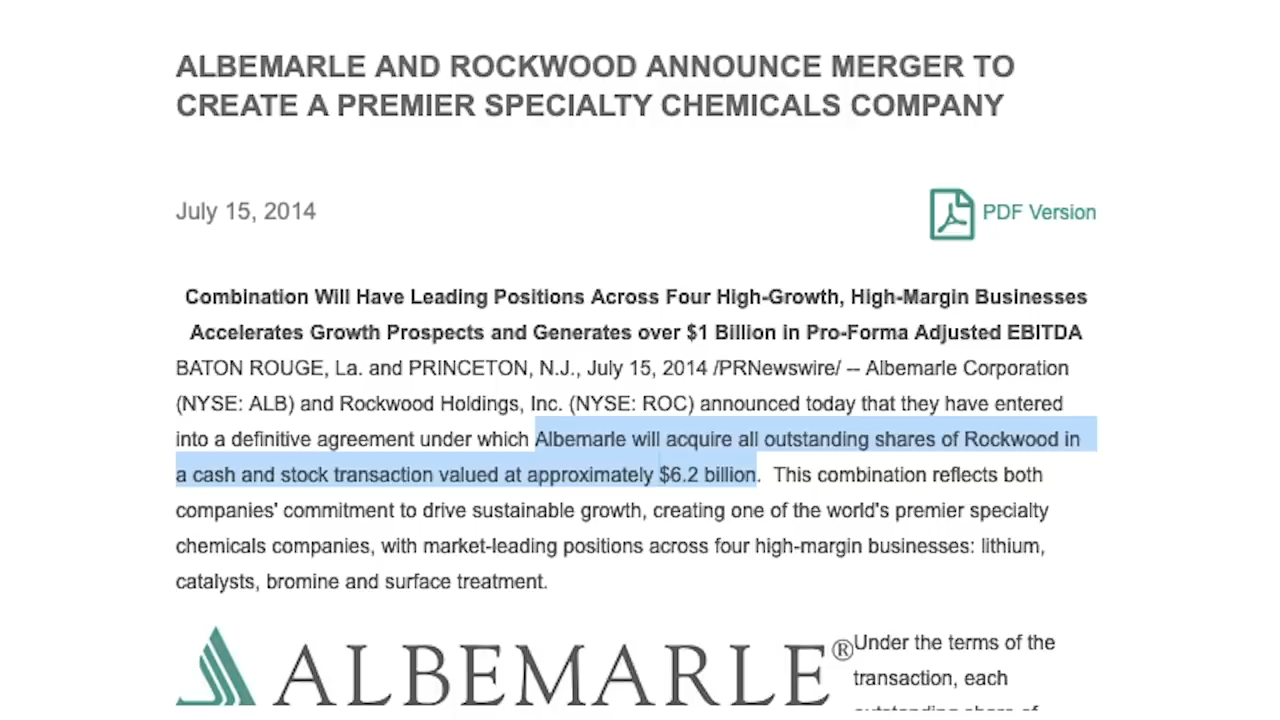 ALBEMARLE AND ROCKWOOD ANNOUNCE MERGER TO
CREATE A PREMIER SPECIALTY CHEMICALS COMPANY
July 15, 2014
PDF Version
Combination Will Have Leading Positions Across Four High-Growth, High-Margin Businesses
Accelerates Growth Prospects and Generates over $1 Billion in Pro-Forma Adjusted EBITDA
BATON ROUGE, La. and PRINCETON, N.J., July 15, 2014 /PRNewswire/ -- Albemarle Corporation
(NYSE: ALB) and Rockwood Holdings, Inc. (NYSE: ROC) announced today that they have entered
into a definitive agreement under which Albemarle will acquire all outstanding shares of Rockwood in
a cash and stock transaction valued at approximately $6.2 billion.  This combination reflects both
companies' commitment to drive sustainable growth, creating one of the world's premier specialty
chemicals companies, with market-leading positions across four high-margin businesses: lithium,
catalysts, bromine and surface treatment.
ALBEMARLE®
Under the terms of the
transaction, each
outstanding share of